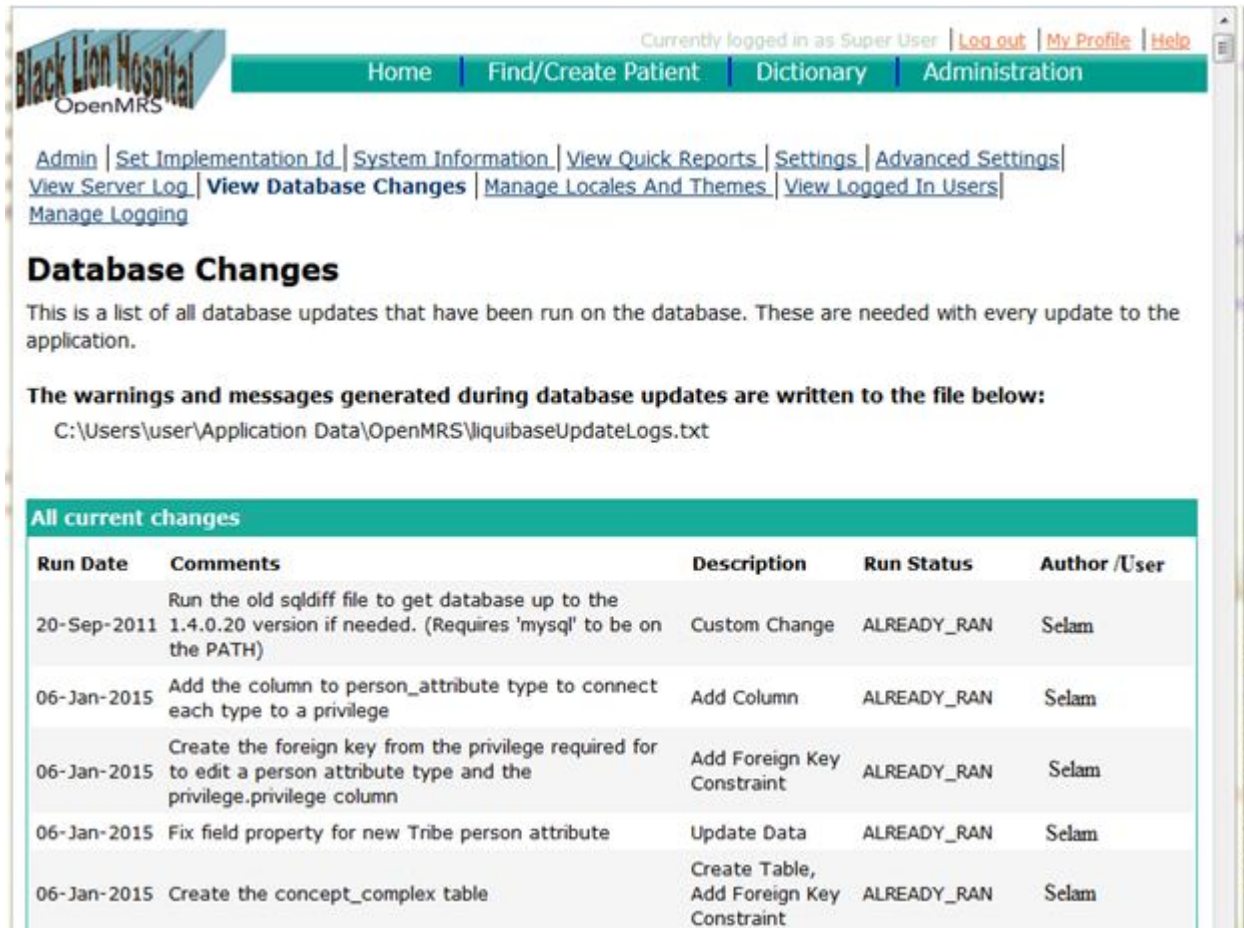 Black Lion Hospital
OpenMRS
Currently logged in as Super User | Log out | My Profile | Help
Home | Find/Create Patient | Dictionary | Administration
Admin | Set Implementation Id | System Information | View Quick Reports | Settings | Advanced Settings|
View Server Log | View Database Changes | Manage Locales And Themes | View Logged In Users|
Manage Logging
Database Changes
This is a list of all database updates that have been run on the database. These are needed with every update to the
application.
The warnings and messages generated during database updates are written to the file below:
C:\Users\user\Application Data\OpenMRS\liquibaseUpdateLogs.txt
All current changes
Run Date Comments Description Run Status Author /User
Run the old sqldiff file to get database up to the
20-Sep-2011 1.4.0.20 version if needed. (Requires 'mysql' to be on Custom Change ALREADY_RAN Selam
the PATH)
06-Jan-2015 Add the column to person_attribute type to connect Add Column ALREADY_RAN Selam
each type to a privilege
Create the foreign key from the privilege required for Add Foreign Key
06-Jan-2015 to edit a person attribute type and the Constraint ALREADY_RAN Selam
privilege.privilege column
06-Jan-2015 Fix field property for new Tribe person attribute Update Data ALREADY_RAN Selam
Create Table,
06-Jan-2015 Create the concept_complex table Add Foreign Key ALREADY_RAN Selam
Constraint